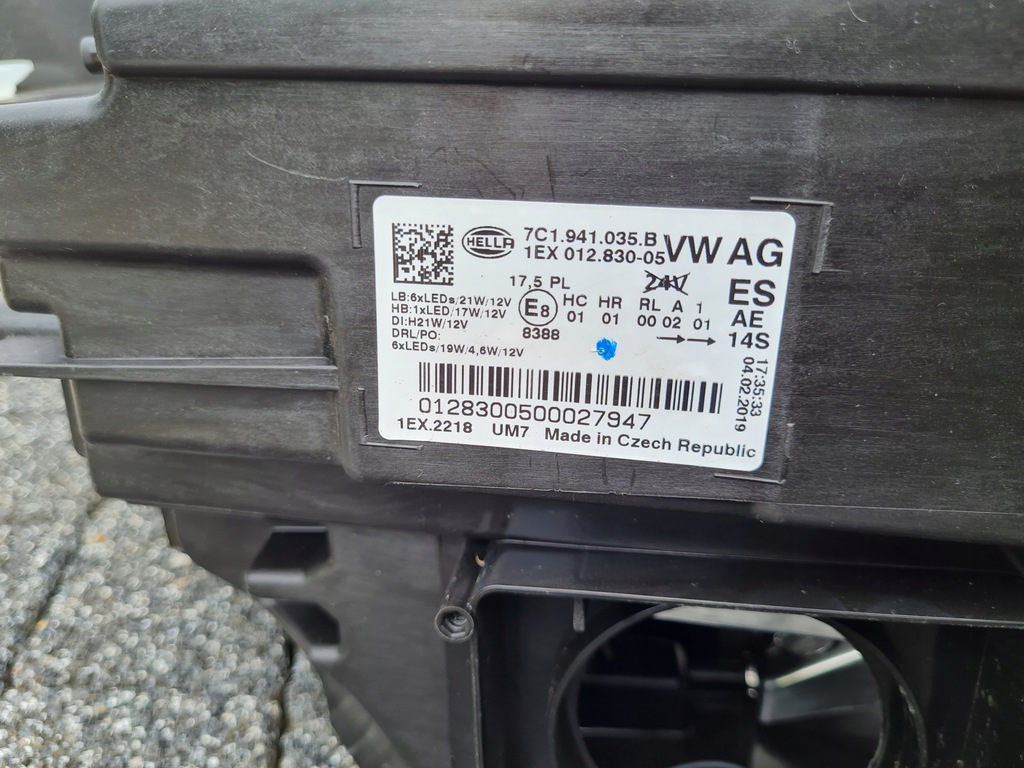 HELLA
7C1.941.035.B
1EX 012.830-05
VW AG
17,5 PL
24V
ES
LB:6xLEDs/21W/12V
HB:1xLED/17W/12V
DI:H21W/12V
DRL/PO:
6xLEDs/19W/4,6W/12V
E8
8388
HC HR RL A 1
01 01 00 02 01
AE
→→ 14S
17:35:33
04.02.2019
0128300500027947
1EX.2218 UM7 Made in Czech Republic